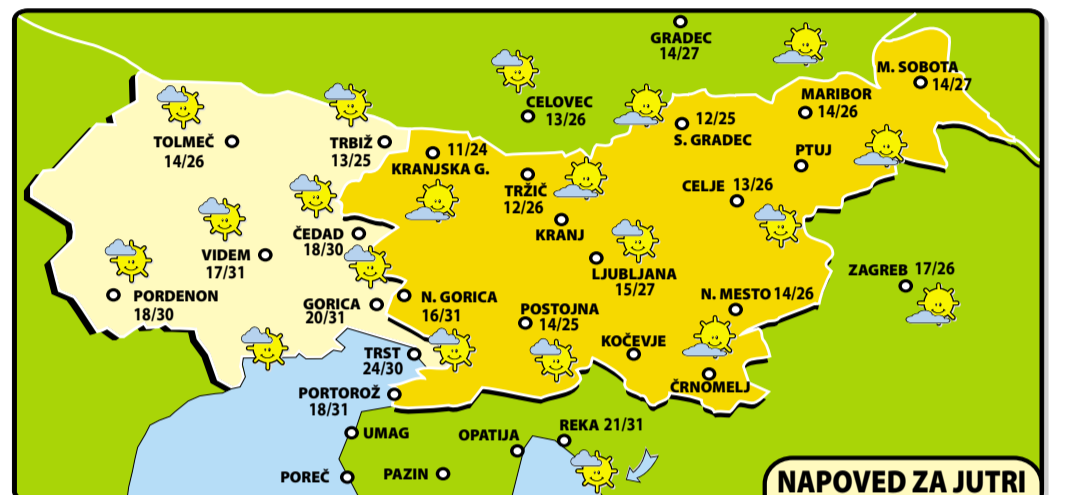 GRADEC
14/27
M. SOBOTA
14/27
MARIBOR
14/26
CELOVEC
13/26
12/25
S. GRADEC
TOLMEČ
14/26
TRBIŽ
13/25
11/24
KRANJSKA G.
PTUJ
TRŽIČ
12/26
CELJE 13/26
KRANJ
ČEDAD
18/30
VIDEM
17/31
LJUBLJANA
15/27
ZAGREB 17/26
PORDENON
18/30
GORICA
20/31
N. GORICA
16/31
POSTOJNA
14/25
N. MESTO 14/26
KOČEVJE
TRST
24/30
ČRNOMELJ
PORTOROŽ
18/31
UMAG
OPATIJA
REKA 21/31
POREČ
PAZIN
NAPOVED ZA JUTRI